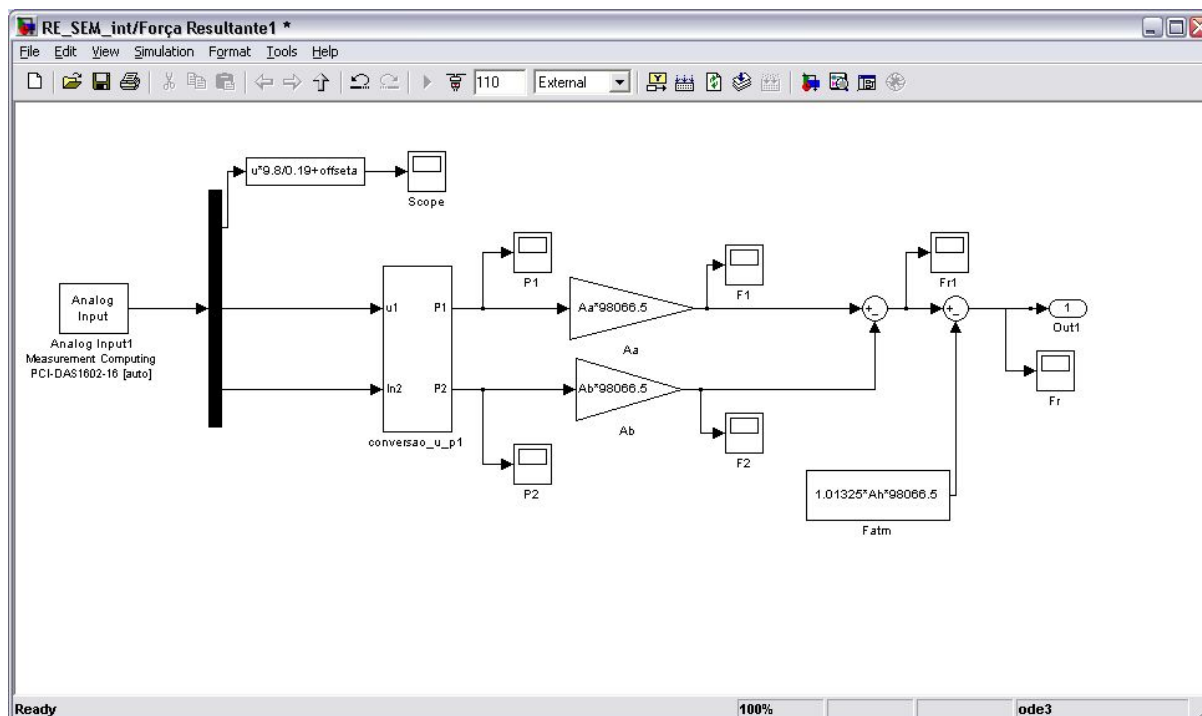 RE_SEM_int/Força Resultante1 *
File Edit View Simulation Format Tools Help
110 External
u*9.8/0.19+offseta
Scope
P1
F1
Fr1
Analog
Input
Analog Input1
Measurement Computing
PCI-DAS1602-16 [auto]
u1 P1
In2 P2
conversao_u_p1
Aa*98066.5
Aa
Ab*98066.5
Ab
1
Out1
Fr
P2
F2
1.01325*Ah*98066.5
Fatm
Ready 100% ode3